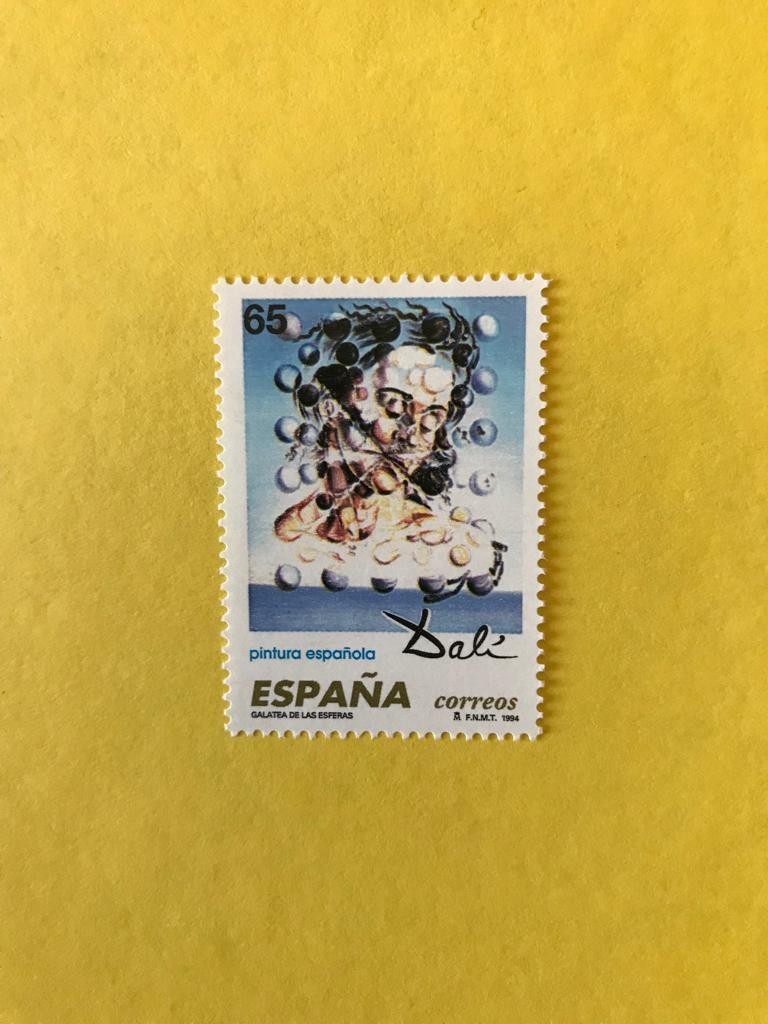 65
Dalí
pintura española
ESPAÑA correos
GALATEA DE LAS ESFERAS F.N.M.T. 1994